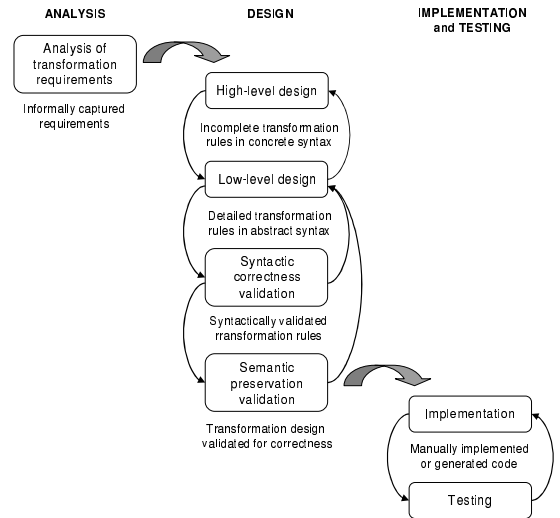 ANALYSIS
DESIGN
IMPLEMENTATION
and TESTING
Analysis of
transformation
requirements
Informally captured
requirements
High-level design
Incomplete transformation
rules in concrete syntax
Low-level design
Detailed transformation
rules in abstract syntax
Syntactic
correctness
validation
Syntactically validated
rransformation rules
Semantic
preservation
validation
Transformation design
validated for correctness
Implementation
Manually implemented
or generated code
Testing